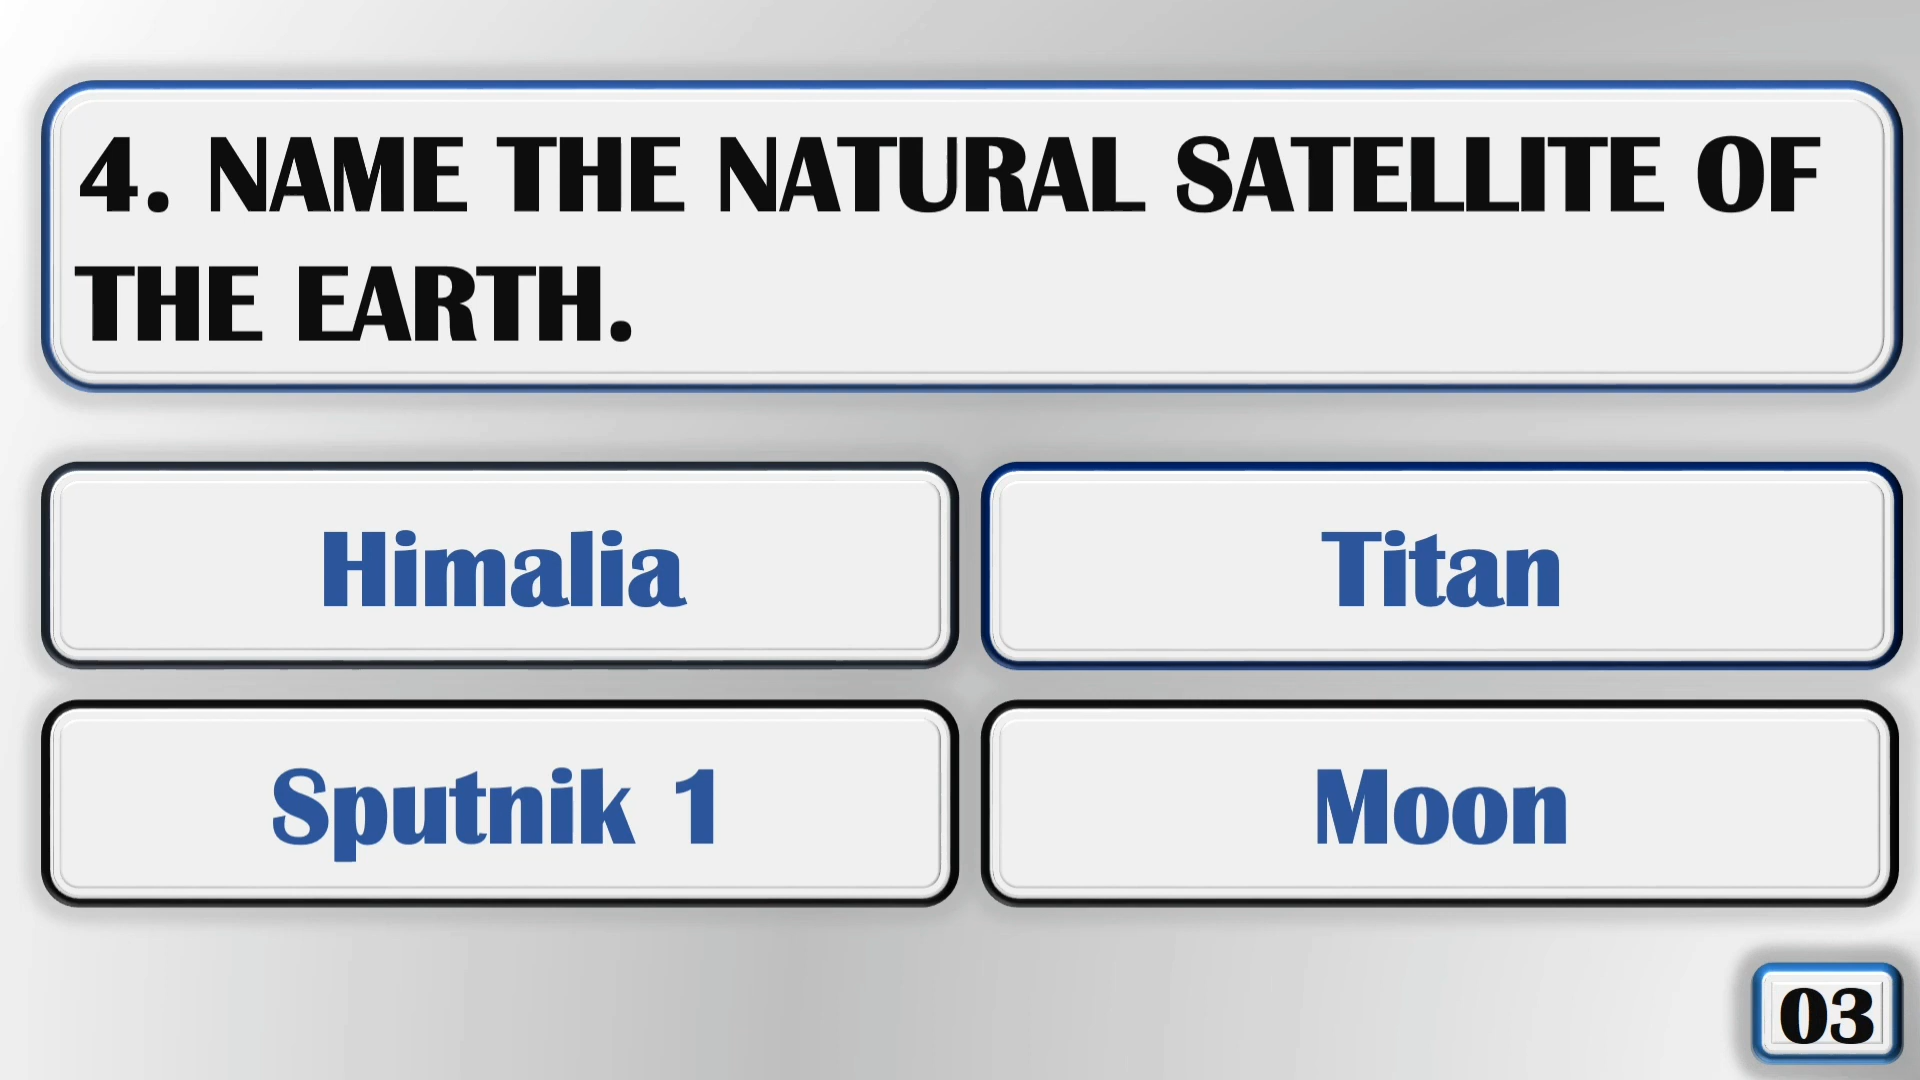 4. NAME THE NATURAL SATELLITE OF
THE EARTH.
Himalia
Titan
Sputnik 1
Moon
03